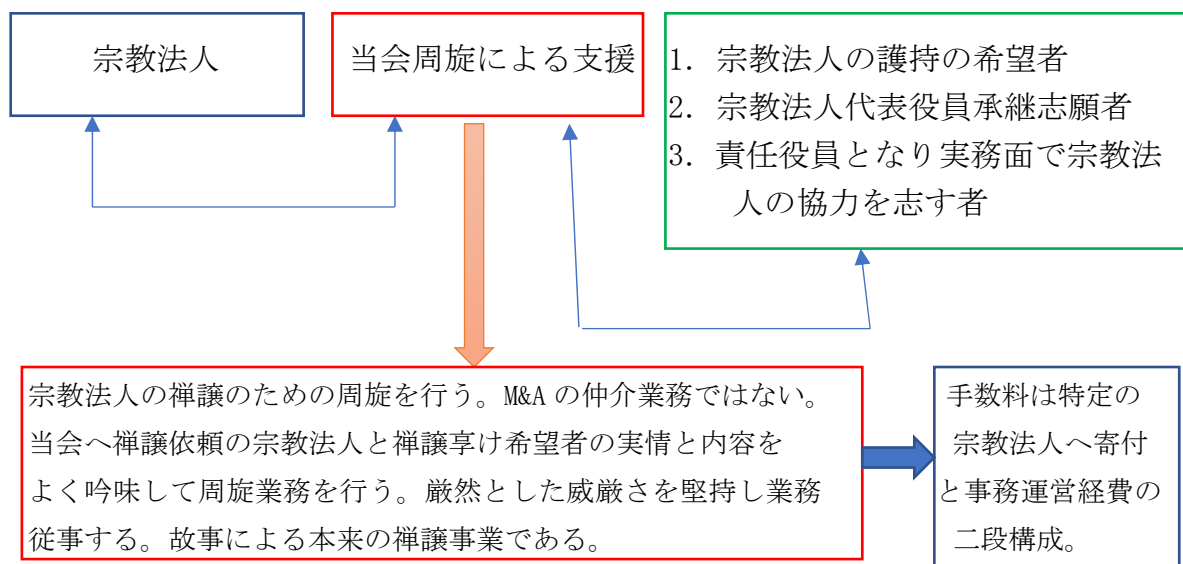 宗教法人
当会周旋による支援
1. 宗教法人の護持の希望者
2. 宗教法人代表役員承継志願者
3. 責任役員となり実務面で宗教法
人の協力を志す者
宗教法人の禅譲のための周旋を行う。M&A の仲介業務ではない。
当会へ禅譲依頼の宗教法人と禅譲享け希望者の実情と内容を
よく吟味して周旋業務を行う。厳然とした威厳さを堅持し業務
従事する。故事による本来の禅譲事業である。
手数料は特定の
宗教法人へ寄付
と事務運営経費の
二段構成。